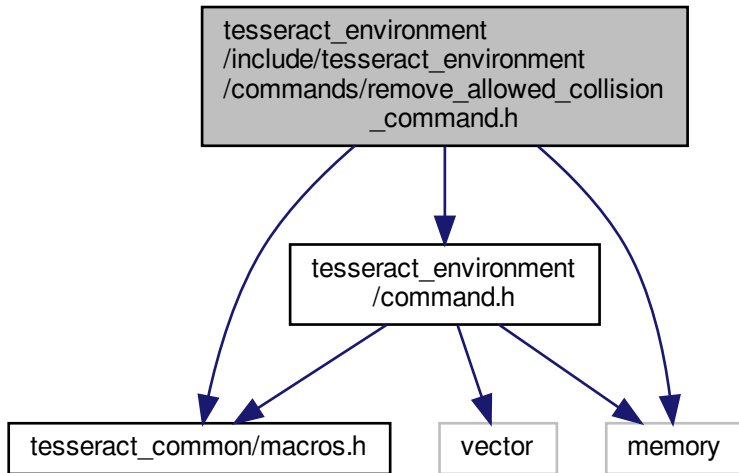 tesseract_environment
/include/tesseract_environment
/commands/remove_allowed_collision
_command.h
tesseract_environment
/command.h
tesseract_common/macros.h
vector
memory